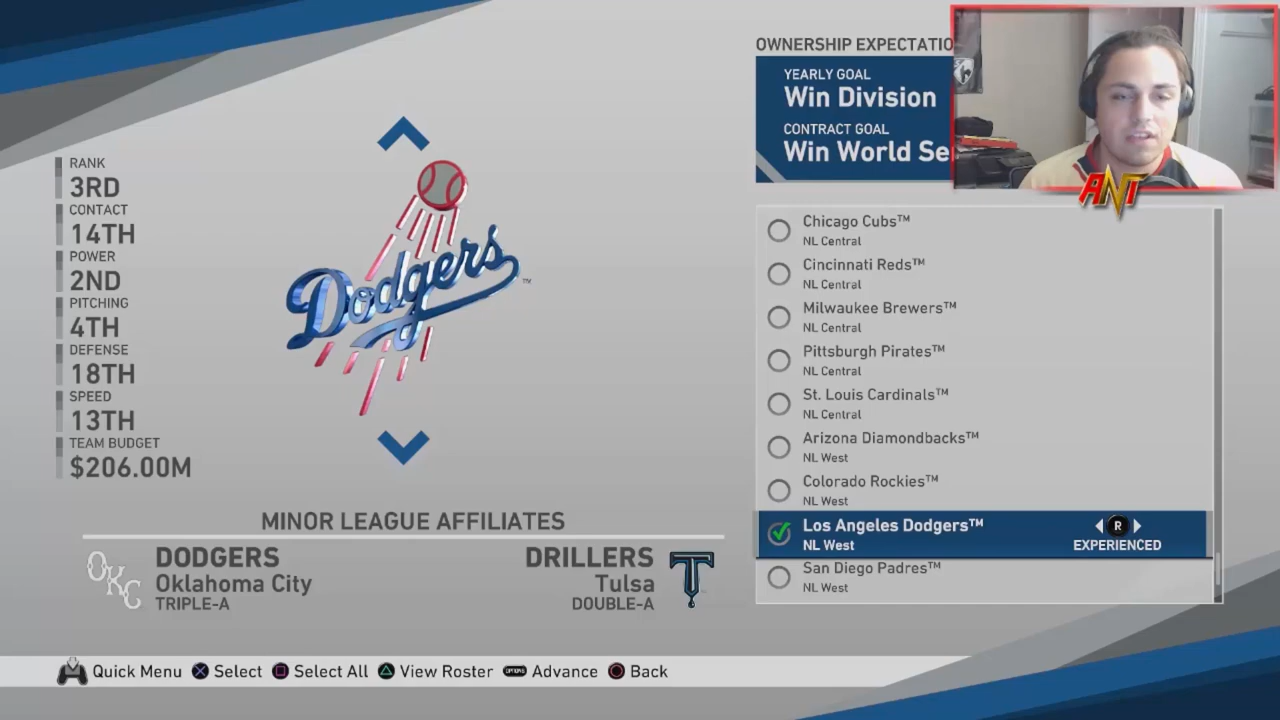 OWNERSHIP EXPECTATIO
YEARLY GOAL
Win Division
CONTRACT GOAL
Win World Se
ANT
RANK
3RD
CONTACT
14TH
POWER
2ND
PITCHING
4TH
DEFENSE
18TH
SPEED
13TH
TEAM BUDGET
$206.00M
Dodgers™
Chicago Cubs™
NL Central
Cincinnati Reds™
NL Central
Milwaukee Brewers™
NL Central
Pittsburgh Pirates™
NL Central
St. Louis Cardinals™
NL Central
Arizona Diamondbacks™
NL West
Colorado Rockies™
NL West
Los Angeles Dodgers™
NL West
R
EXPERIENCED
San Diego Padres™
NL West
MINOR LEAGUE AFFILIATES
OKC
DODGERS
Oklahoma City
TRIPLE-A
DRILLERS
Tulsa
DOUBLE-A
T
Quick Menu Select Select All View Roster OPTIONS Advance Back